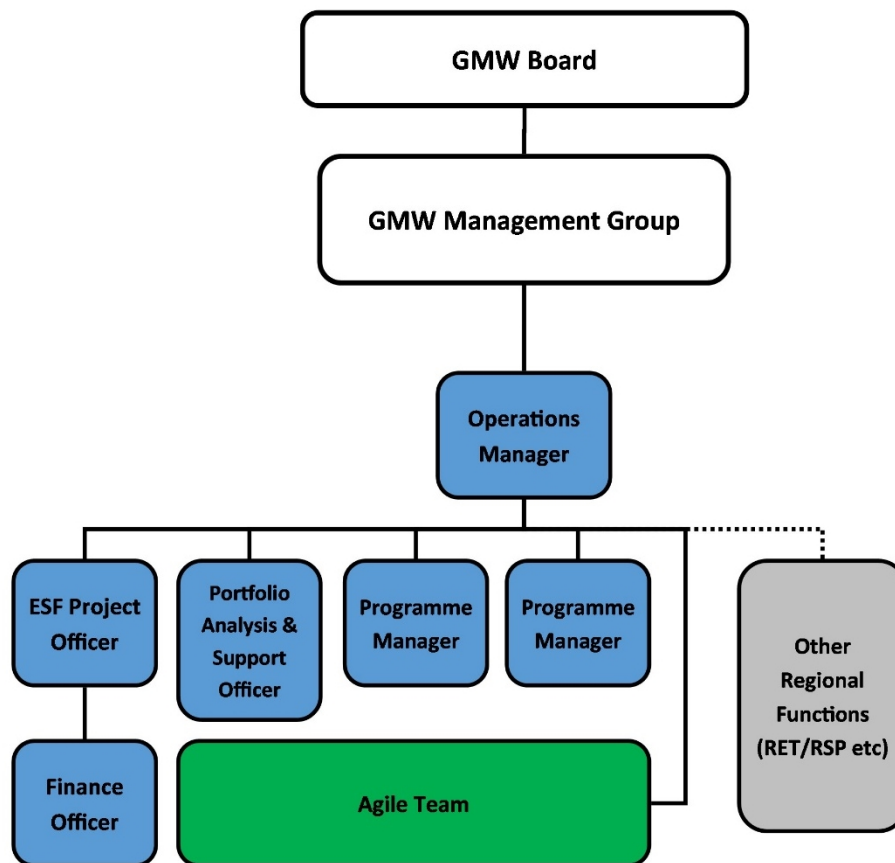 GMW Board
GMW Management Group
Operations
Manager
ESF Project
Officer
Portfolio
Analysis &
Support
Officer
Programme
Manager
Programme
Manager
Other
Regional
Functions
(RET/RSP etc)
Finance
Officer
Agile Team